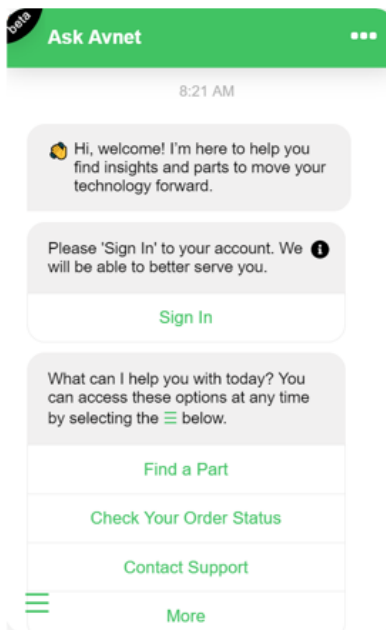 beta
Ask Avnet
8:21 AM
Hi, welcome! I'm here to help you
find insights and parts to move your
technology forward.
Please 'Sign In' to your account. We
will be able to better serve you.
Sign In
What can I help you with today? You
can access these options at any time
by selecting the ☰ below.
Find a Part
Check Your Order Status
Contact Support
More